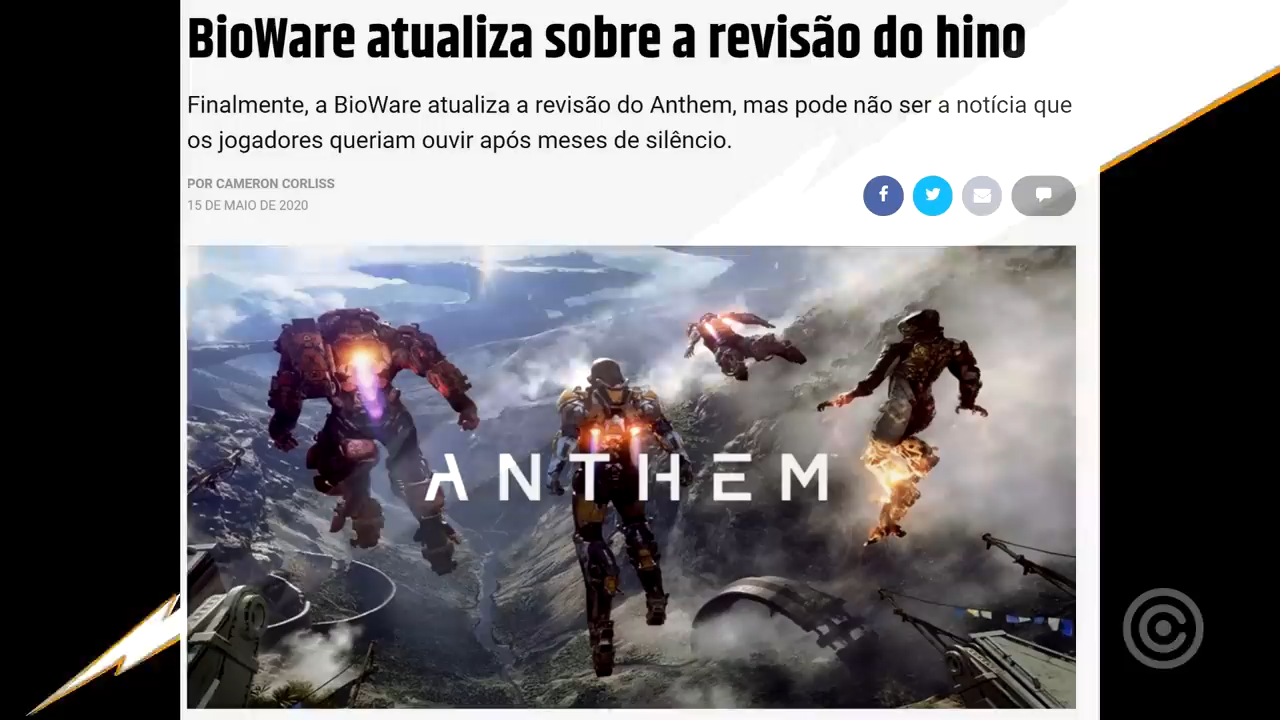 BioWare atualiza sobre a revisão do hino
Finalmente, a BioWare atualiza a revisão do Anthem, mas pode não ser a notícia que
os jogadores queriam ouvir após meses de silêncio.
POR CAMERON CORLISS
15 DE MAIO DE 2020
ANTHEM